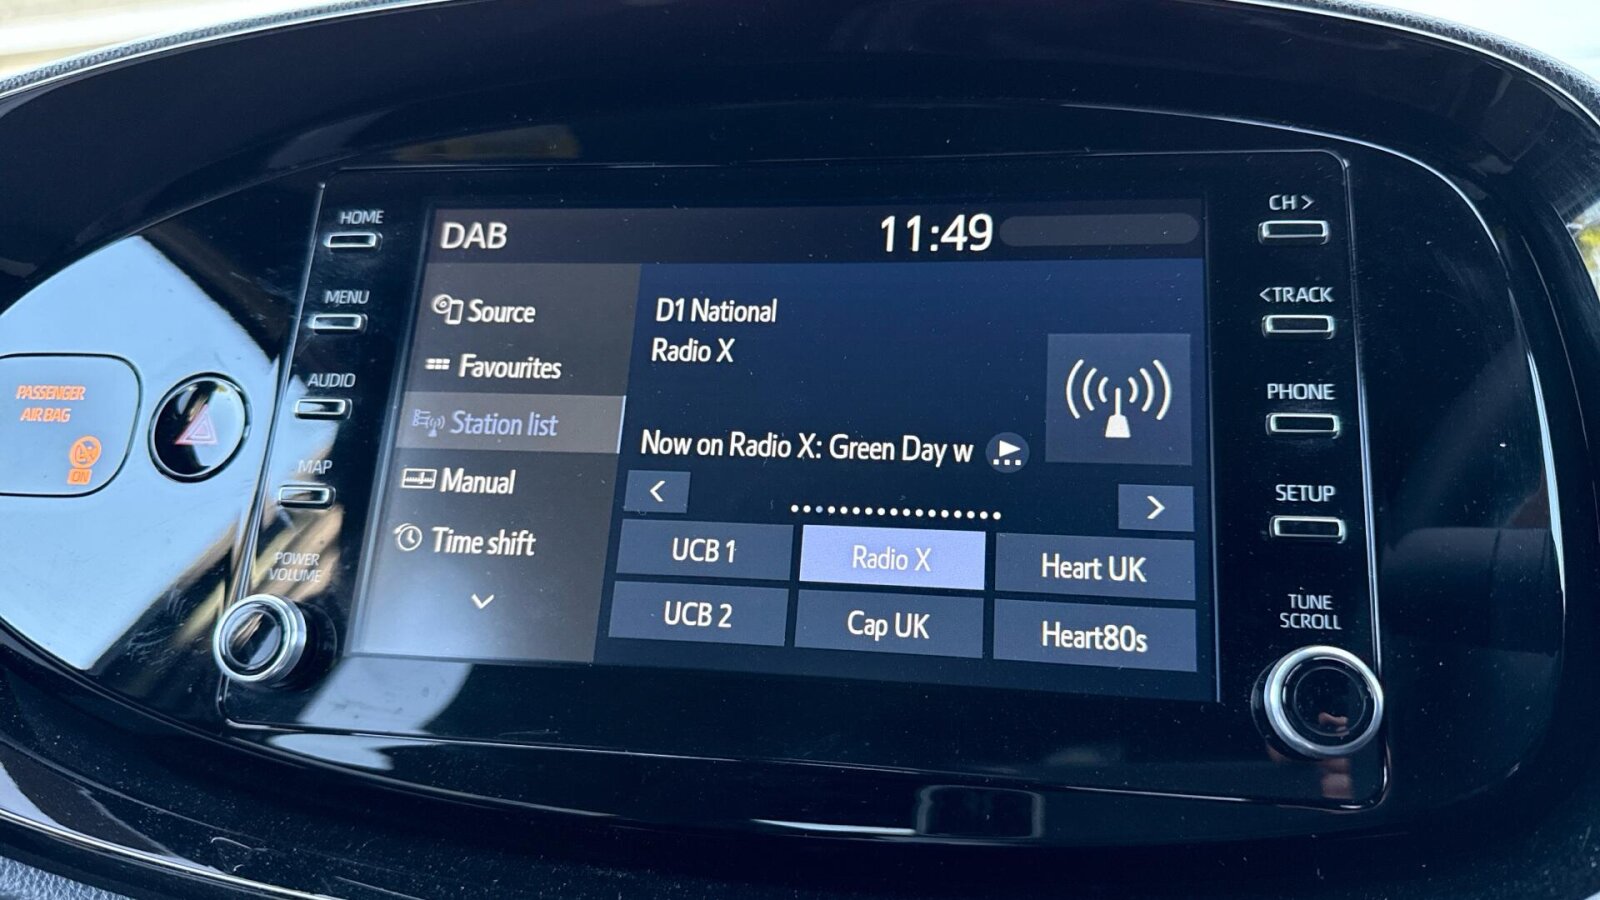 HOME
MENU
AUDIO
MAP
POWER
VOLUME
PASSENGER
AIR BAG
ON
DAB
11:49
Source
Favourites
Station list
Manual
Time shift
D1 National
Radio X
Now on Radio X: Green Day w
<
>
UCB 1
Radio X
Heart UK
UCB 2
Cap UK
Heart80s
CH >
<TRACK
PHONE
SETUP
TUNE
SCROLL